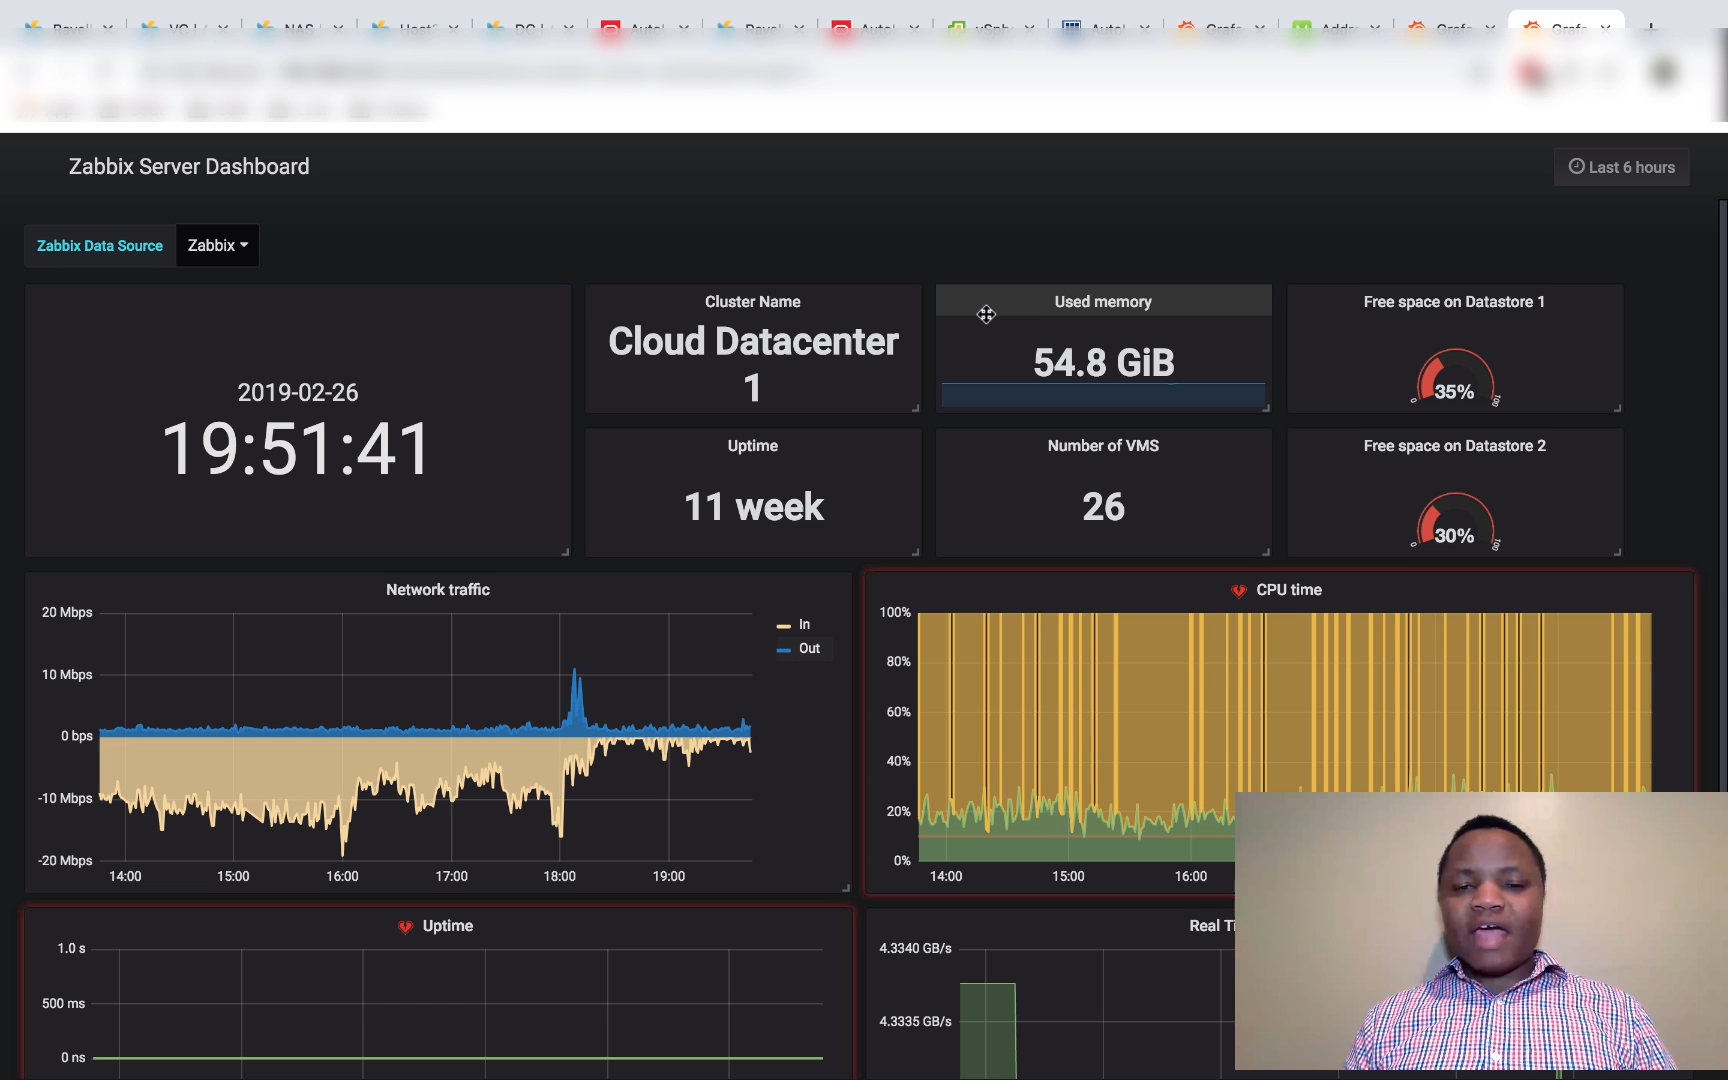 Zabbix Server Dashboard
Last 6 hours
Zabbix Data Source
Zabbix
2019-02-26
19:51:41
Cluster Name
Cloud Datacenter
1
Used memory
54.8 GiB
Free space on Datastore 1
35%
0
100
Uptime
11 week
Number of VMS
26
Free space on Datastore 2
30%
0
100
Network traffic
20 Mbps
10 Mbps
0 bps
-10 Mbps
-20 Mbps
14:00 15:00 16:00 17:00 18:00 19:00
In
Out
CPU time
100%
80%
60%
40%
20%
0%
14:00 15:00 16:00
Uptime
1.0 s
500 ms
0 ns
Real Ti
4.3340 GB/s
4.3335 GB/s